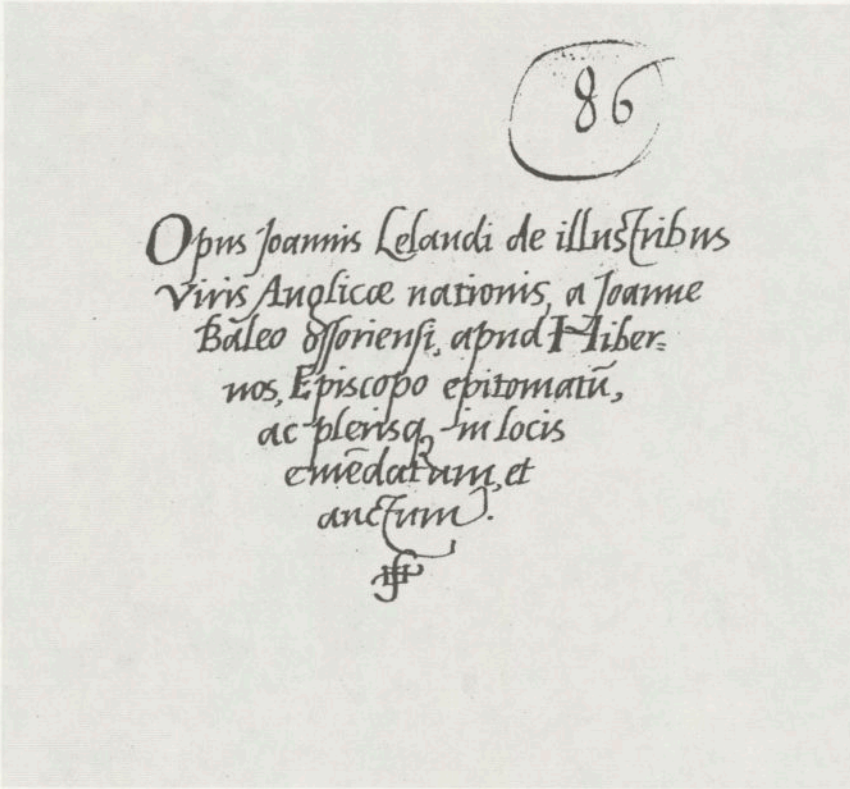 86
Opus Joannis Lelandi de illustribus
viris Anglicæ nationis, a Joanne
Baleo Ossoriensi, apud Hiber=
nos, Episcopo epitomatū,
ac plerisqꝫ in locis
emēdatum, et
auctum.